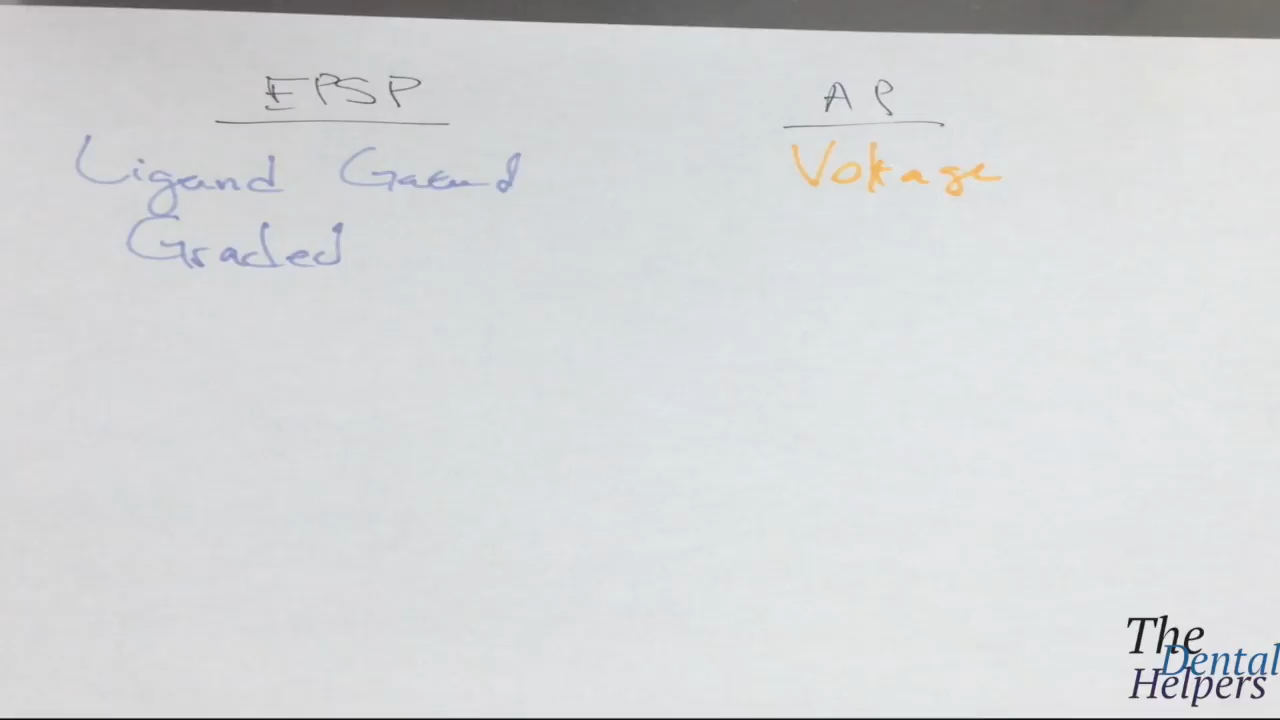 EPSP
AP
Ligand Gated
Voltage
Graded
The
Dental
Helpers